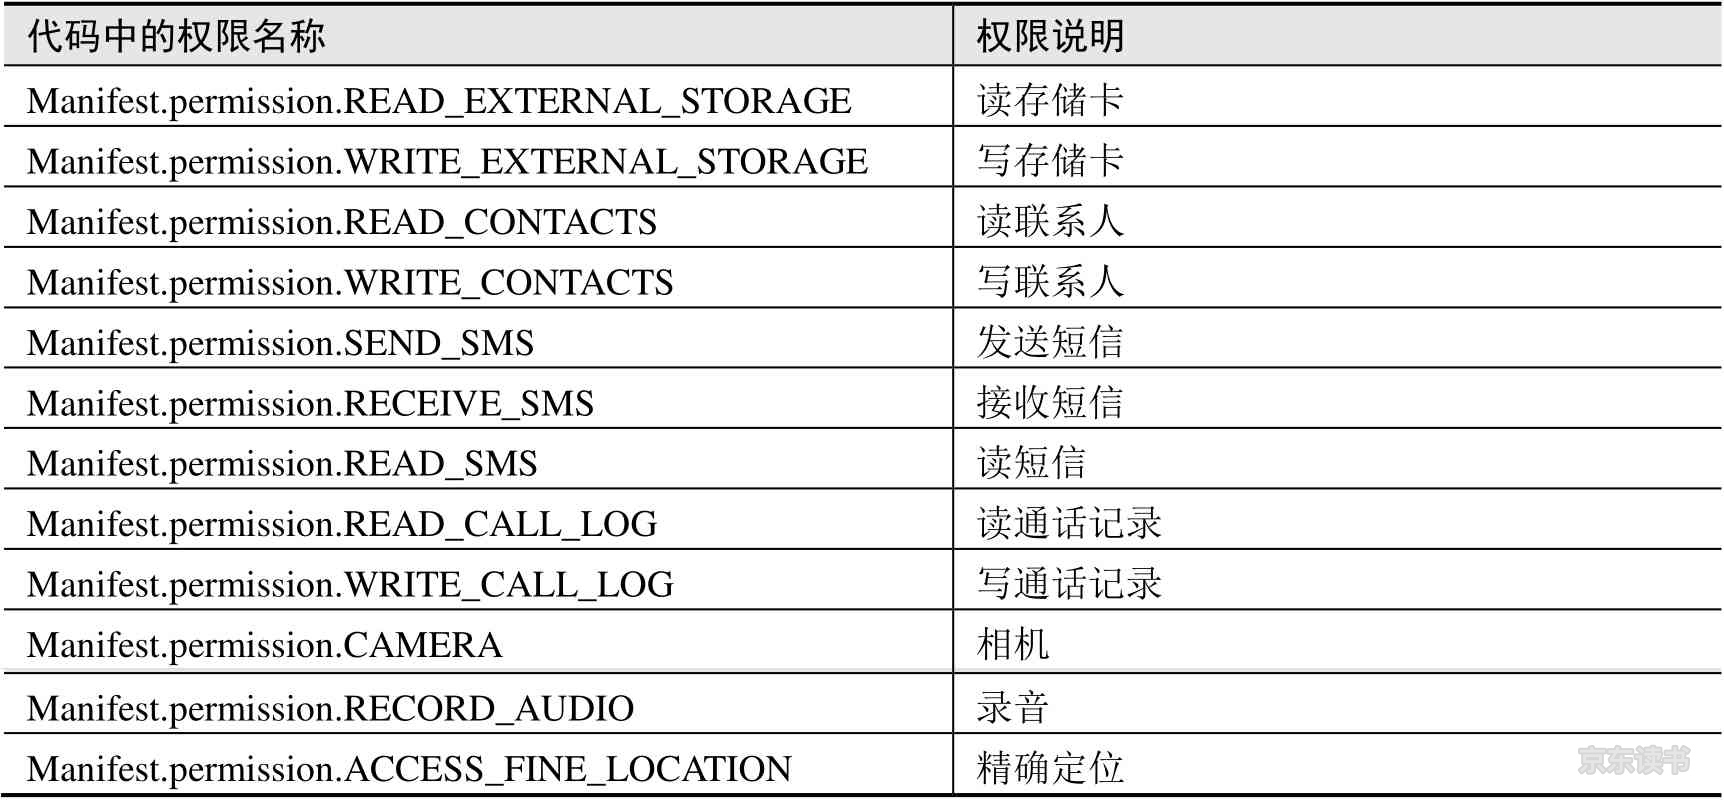 代码中的权限名称 权限说明
Manifest.permission.READ_EXTERNAL_STORAGE 读存储卡
Manifest.permission.WRITE_EXTERNAL_STORAGE 写存储卡
Manifest.permission.READ_CONTACTS 读联系人
Manifest.permission.WRITE_CONTACTS 写联系人
Manifest.permission.SEND_SMS 发送短信
Manifest.permission.RECEIVE_SMS 接收短信
Manifest.permission.READ_SMS 读短信
Manifest.permission.READ_CALL_LOG 读通话记录
Manifest.permission.WRITE_CALL_LOG 写通话记录
Manifest.permission.CAMERA 相机
Manifest.permission.RECORD_AUDIO 录音
Manifest.permission.ACCESS_FINE_LOCATION 精确定位
京东读书